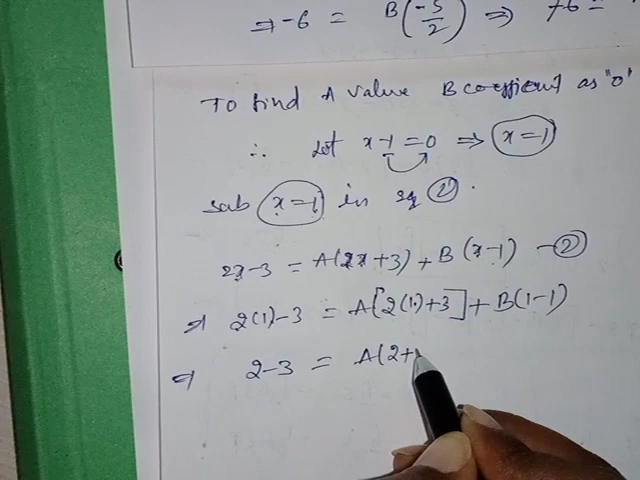 ⇒ -6 = B(-5/2) ⇒ +6 =
To find A value B coefficient as "0"
∴ Let x-1=0 ⇒ x=1
sub x=1 in eq ②.
2x-3 = A(2x+3)+B(x-1) -②
⇒ 2(1)-3 = A[2(1)+3]+B(1-1)
⇒ 2-3 = A(2+